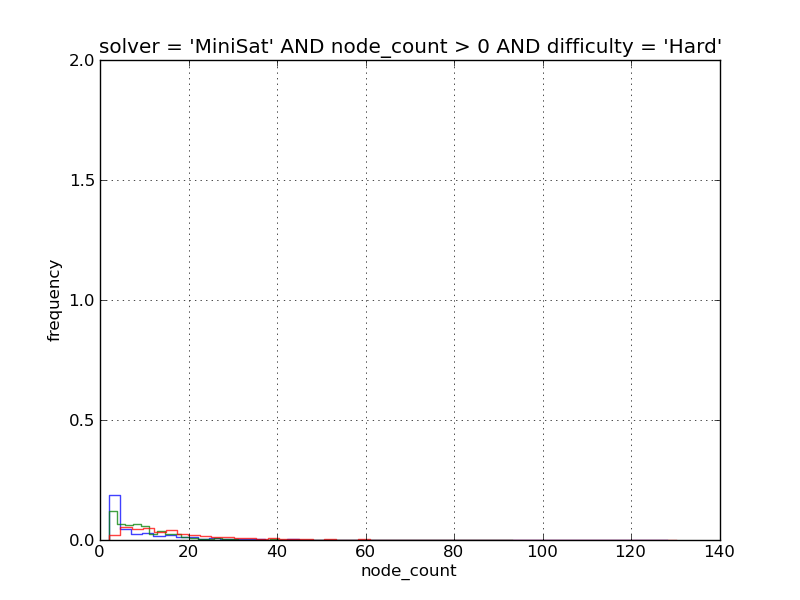 solver = 'MiniSat' AND node_count > 0 AND difficulty = 'Hard'
2.0
1.5
1.0
0.5
0.0
frequency
0 20 40 60 80 100 120 140
node_count